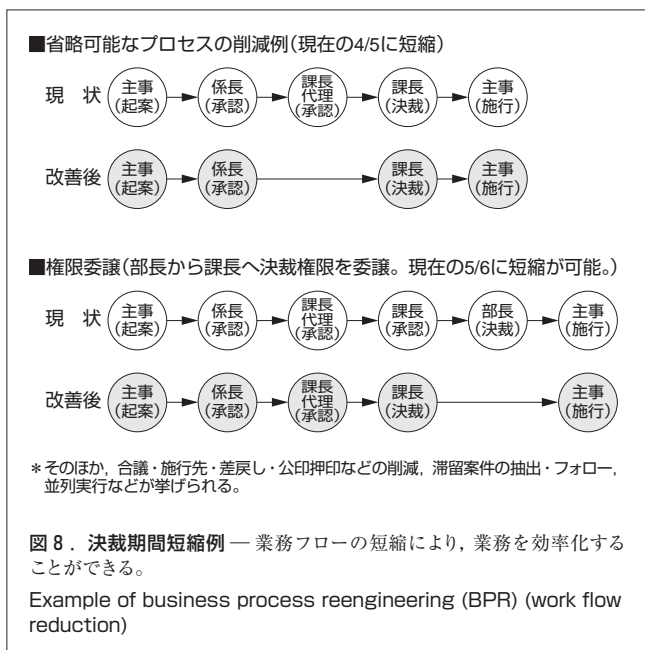 ■省略可能なプロセスの削減例(現在の4/5に短縮)
現 状
主事
(起案)
係長
(承認)
課長
代理
(承認)
課長
(決裁)
主事
(施行)
改善後
主事
(起案)
係長
(承認)
課長
(決裁)
主事
(施行)
■権限委譲(部長から課長へ決裁権限を委譲。現在の5/6に短縮が可能。)
現 状
主事
(起案)
係長
(承認)
課長
代理
(承認)
課長
(承認)
部長
(決裁)
主事
(施行)
改善後
主事
(起案)
係長
(承認)
課長
代理
(承認)
課長
(決裁)
主事
(施行)
＊そのほか，合議・施行先・差戻し・公印押印などの削減，滞留案件の抽出・フォロー，
並列実行などが挙げられる。
図8．決裁期間短縮例 ― 業務フローの短縮により，業務を効率化する
ことができる。
Example of business process reengineering (BPR) (work flow
reduction)